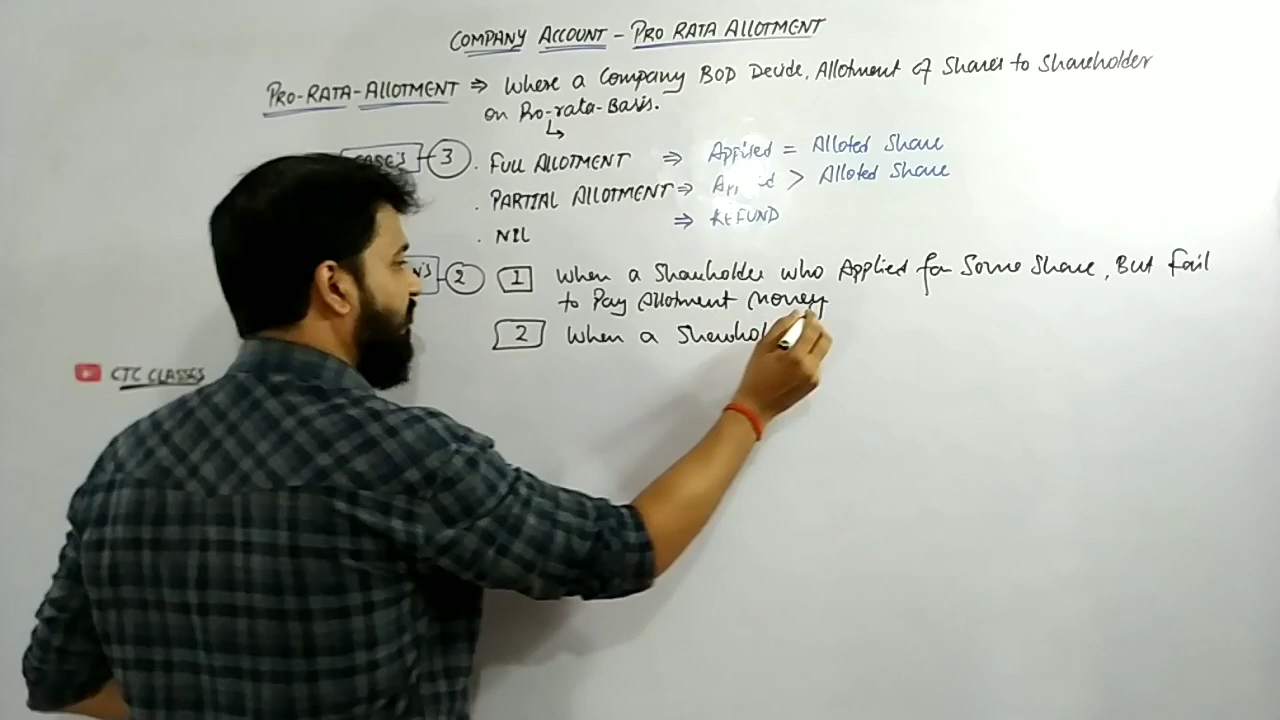 COMPANY ACCOUNT - PRO RATA ALLOTMENT
PRO-RATA-ALLOTMENT ⇒ Where a Company BOD Decide, Allotment of Shares to Shareholder
on Pro-rata-Basis.
CASE'S 3 . FULL ALLOTMENT ⇒ Applied = Alloted Share
. PARTIAL ALLOTMENT ⇒ > Alloted Share
. NIL ⇒ REFUND
N'S 2 1 When a Shareholder who Applied for Some Share, But fail
to Pay Allotment Money
2 When a Sharehol
CTC CLASSES